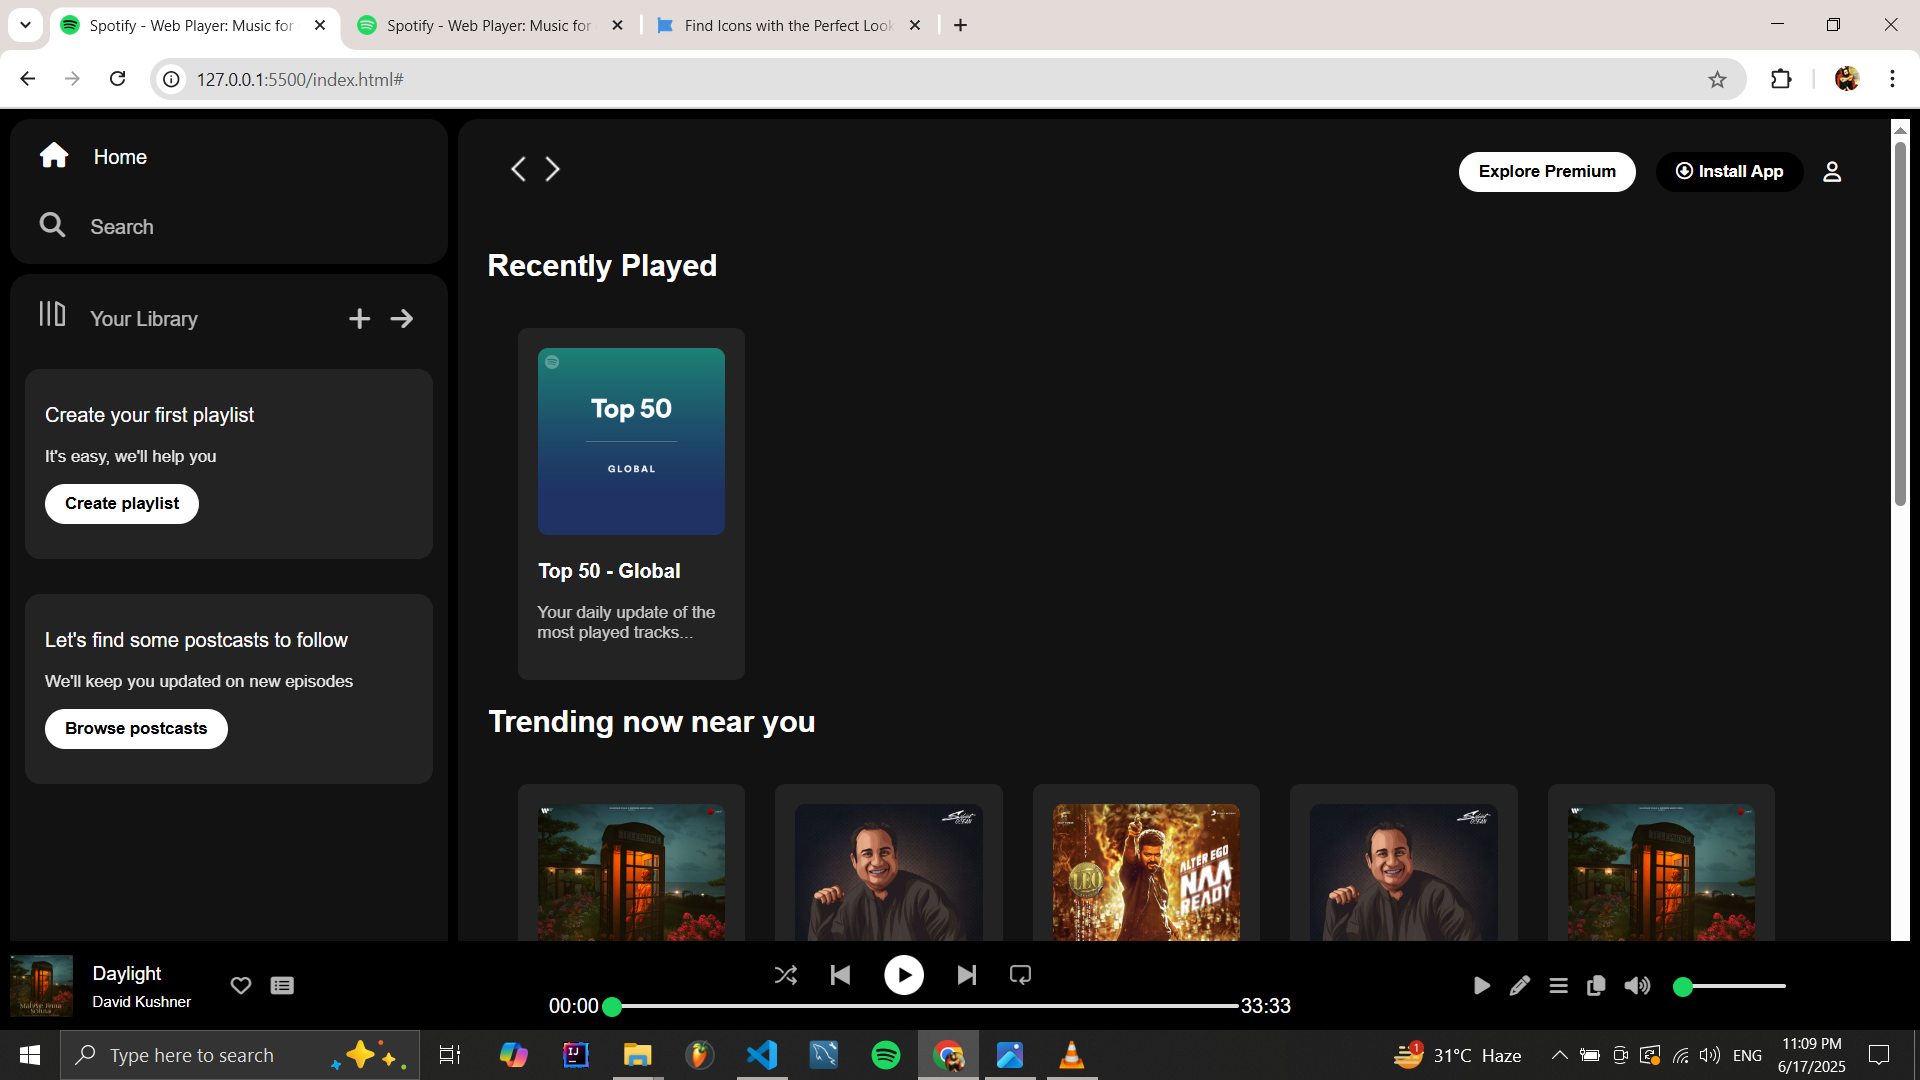 Spotify - Web Player: Music for
Spotify - Web Player: Music for
Find Icons with the Perfect Look
127.0.0.1:5500/index.html#
Home
Search
Your Library
Create your first playlist
It's easy, we'll help you
Create playlist
Let's find some postcasts to follow
We'll keep you updated on new episodes
Browse postcasts
Explore Premium
Install App
Recently Played
Top 50
GLOBAL
Top 50 - Global
Your daily update of the
most played tracks...
Trending now near you
TELEPHONE
LEO
ALTER EGO
NAA
READY
TELEPHONE
Daylight
David Kushner
00:00
33:33
Type here to search
IJ
1
31°C Haze
ENG
11:09 PM
6/17/2025